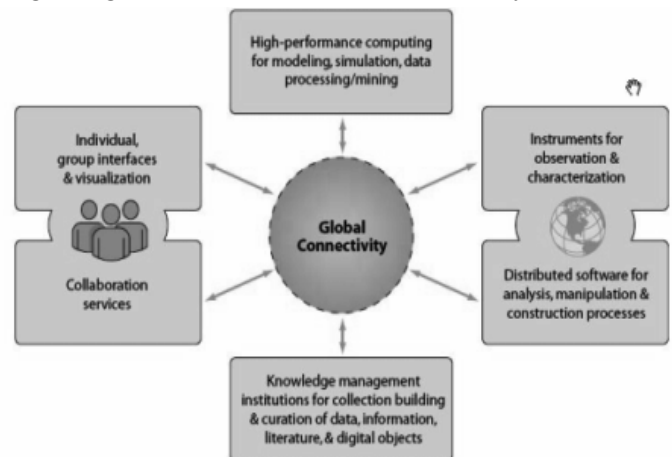 High-performance computing
for modeling, simulation, data
processing/mining
Individual,
group interfaces
& visualization
Instruments for
observation &
characterization
Global
Connectivity
Collaboration
services
Distributed software for
analysis, manipulation &
construction processes
Knowledge management
institutions for collection building
& curation of data, information,
literature, & digital objects